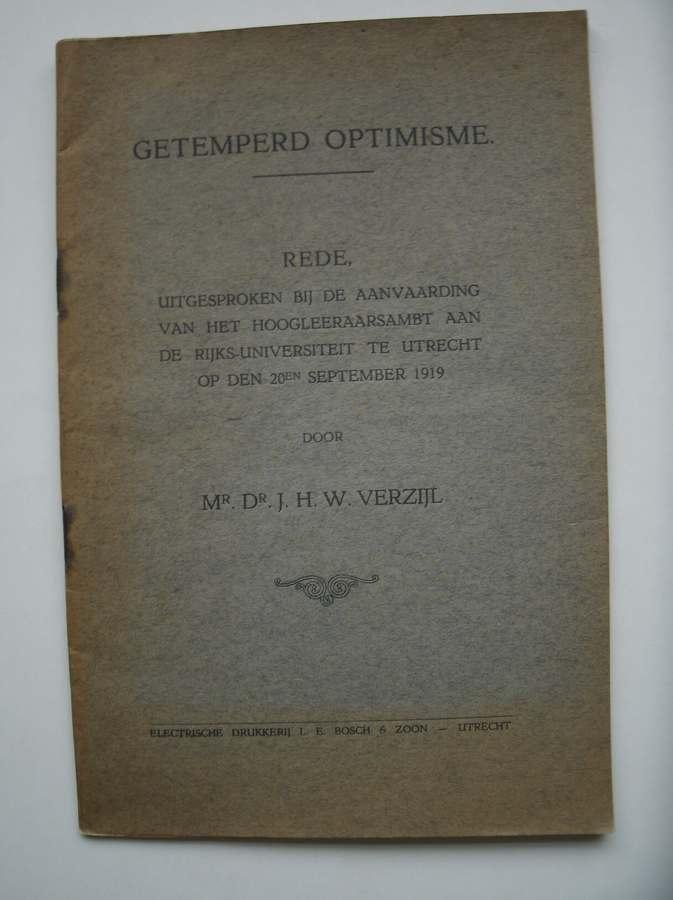 GETEMPERD OPTIMISME.
REDE,
UITGESPROKEN BIJ DE AANVAARDING
VAN HET HOOGLEERAARSAMBT AAN
DE RIJKS-UNIVERSITEIT TE UTRECHT
OP DEN 20EN SEPTEMBER 1919
DOOR
MR. DR. J. H. W. VERZIJL
ELECTRISCHE DRUKKERIJ L. E. BOSCH & ZOON — UTRECHT